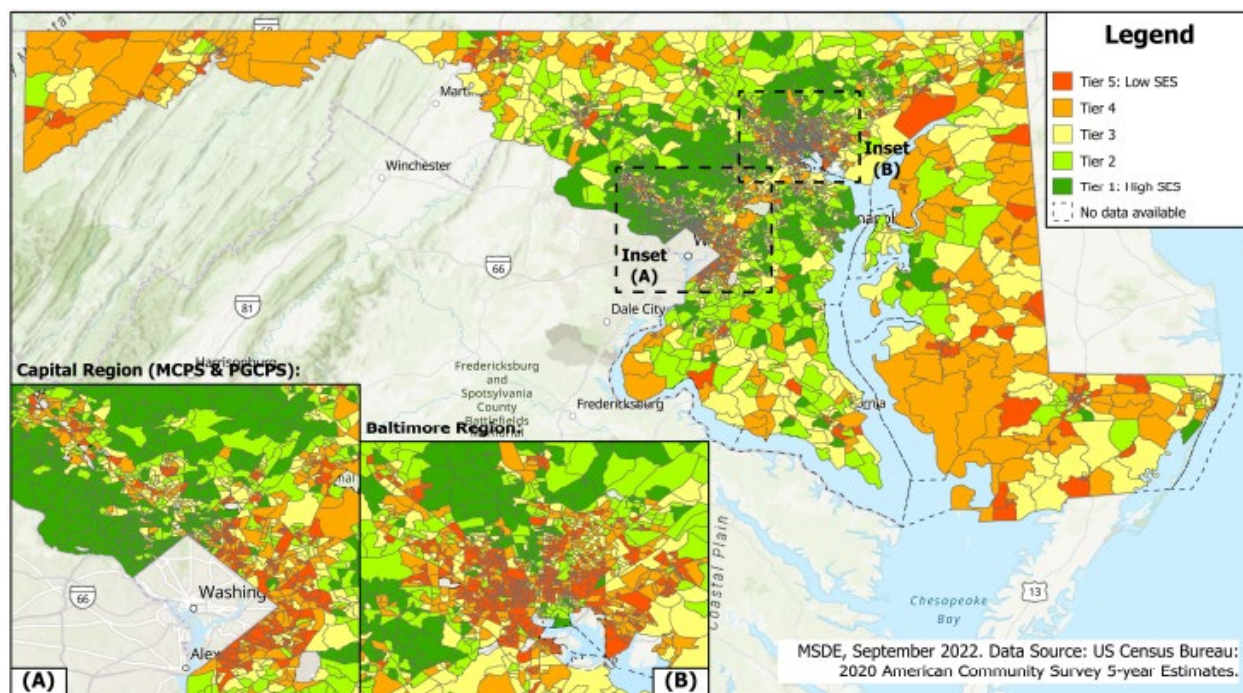 Legend
Tier 5: Low SES
Tier 4
Tier 3
Tier 2
Tier 1: High SES
No data available
68
Mart
Winchester
Inset
(B)
Inset
(A)
W
66
81
Dale City
Harrisonburg
Capital Region (MCPS & PGCPS):
Fredericksburg
and
Spotsylvania
County
Battlefields
Fredericksburg
Baltimore Region:
66
Washing
Alex
(A)
(B)
Coastal Plain
Chesapeake
Bay
13
MSDE, September 2022. Data Source: US Census Bureau:
2020 American Community Survey 5-year Estimates.